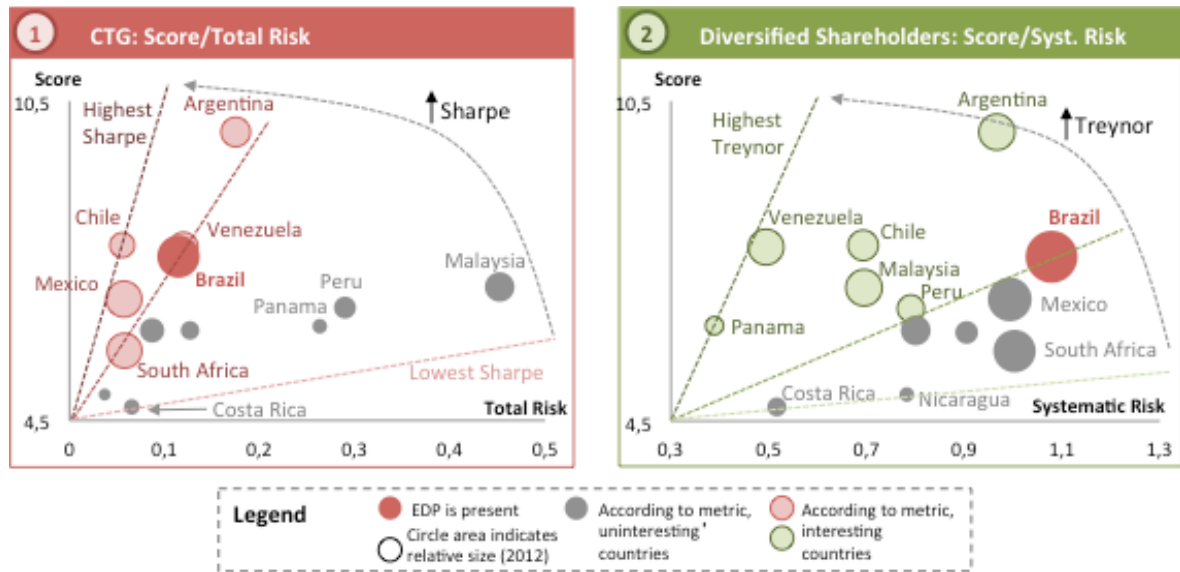 1 CTG: Score/Total Risk
Score
10,5
Highest
Sharpe
Argentina
Sharpe
Chile
Venezuela
Mexico
Brazil
Peru
Malaysia
Panama
South Africa
Lowest Sharpe
Costa Rica
Total Risk
4,5
0 0,1 0,2 0,3 0,4 0,5
2 Diversified Shareholders: Score/Syst. Risk
Score
10,5
Highest
Treynor
Argentina
Treynor
Venezuela
Chile
Brazil
Malaysia
Peru
Mexico
Panama
South Africa
Costa Rica
Nicaragua
Systematic Risk
4,5
0,3 0,5 0,7 0,9 1,1 1,3
Legend
EDP is present
Circle area indicates
relative size (2012)
According to metric,
uninteresting'
countries
According to metric,
interesting
countries